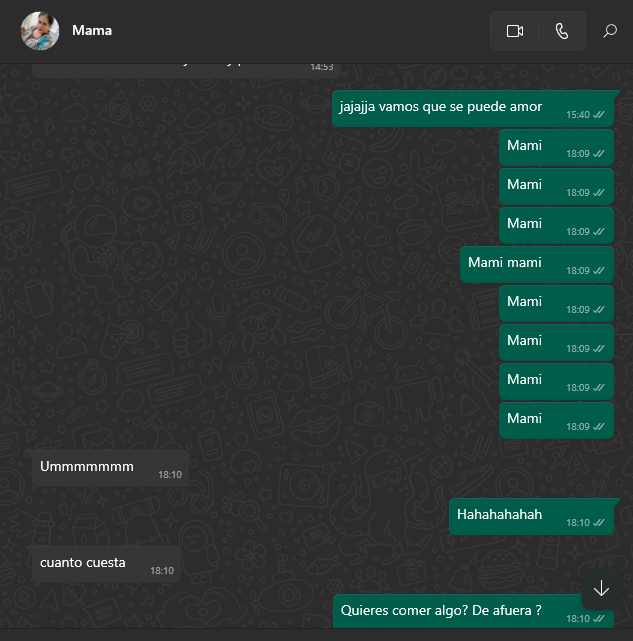 Mama
14:53
jajajja vamos que se puede amor
15:40
Mami
18:09
Mami
18:09
Mami
18:09
Mami mami
18:09
Mami
18:09
Mami
18:09
Mami
18:09
Mami
18:09
Ummmmmmm
18:10
Hahahahahah
18:10
cuanto cuesta
18:10
Quieres comer algo? De afuera ?
18:10